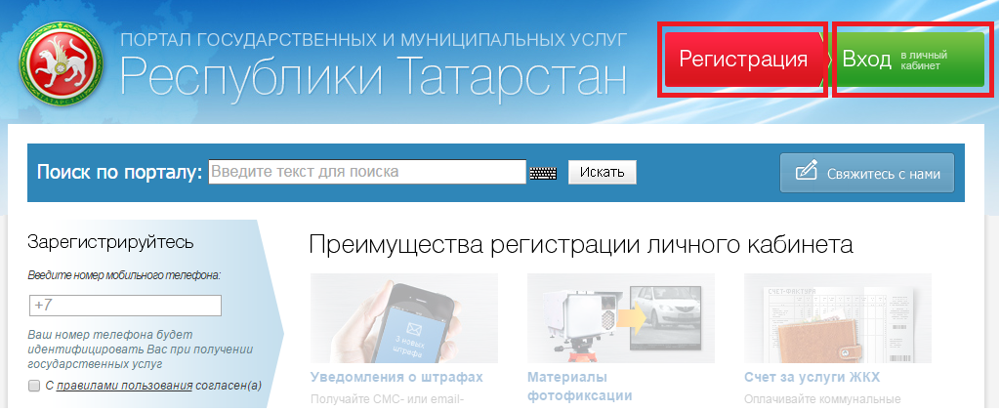 ПОРТАЛ ГОСУДАРСТВЕННЫХ И МУНИЦИПАЛЬНЫХ УСЛУГ
Республики Татарстан
ТАТАРСТАН
Регистрация
Вход
в личный
кабинет
Поиск по порталу:
Введите текст для поиска
Искать
Свяжитесь с нами
Зарегистрируйтесь
Введите номер мобильного телефона:
+7
Ваш номер телефона будет
идентифицировать Вас при получении
государственных услуг
С правилами пользования согласен(а)
Преимущества регистрации личного кабинета
3 новых
штрафа
СЧЕТ-ФАКТУРА
Уведомления о штрафах
Получайте СМС- или email-
Материалы
фотофиксации
Счет за услуги ЖКХ
Оплачивайте коммунальные